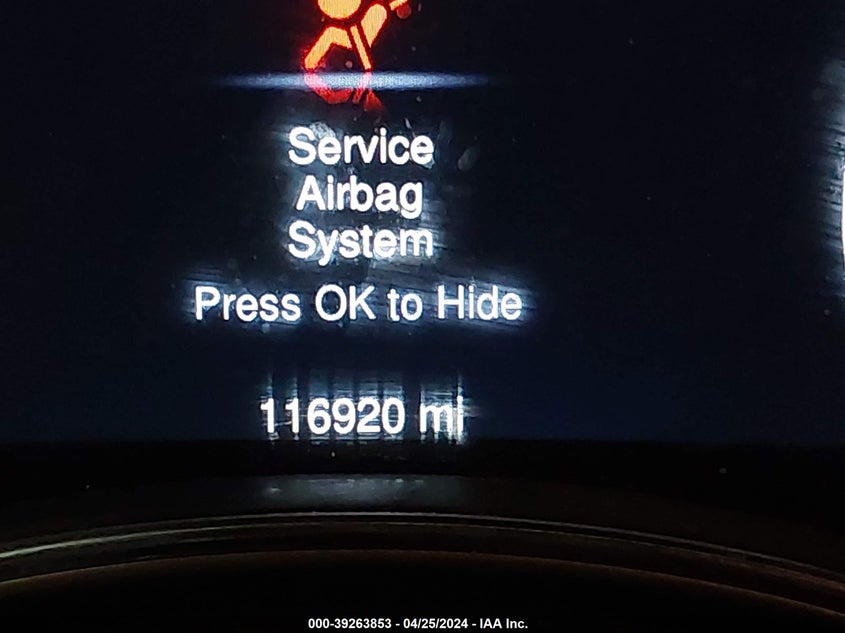 Service
Airbag
System
Press OK to Hide
116920 mi
000-39263853 - 04/25/2024 - IAA Inc.